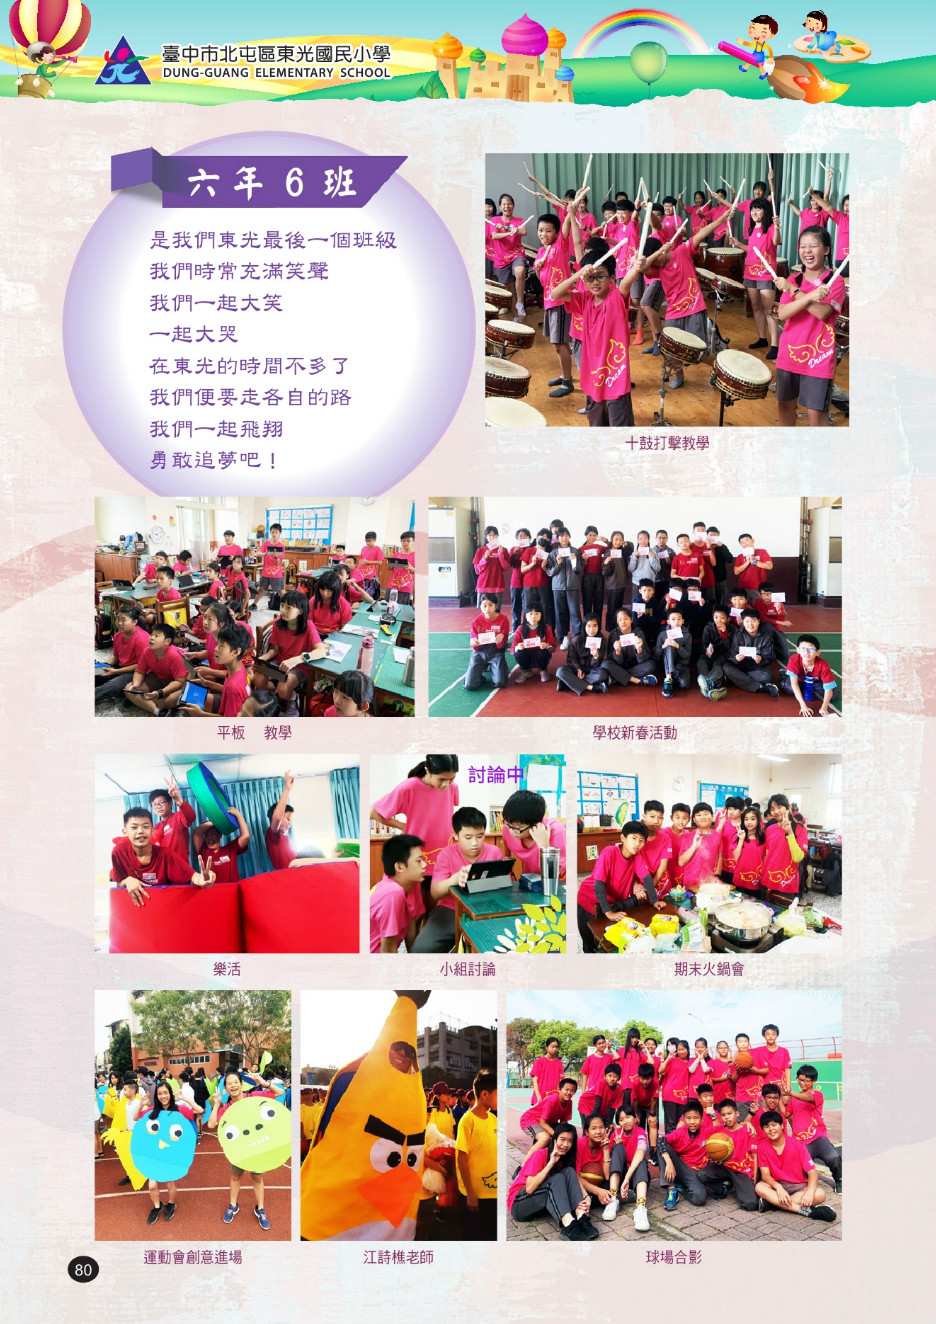 臺中市北屯區東光國民小學
DUNG-GUANG ELEMENTARY SCHOOL
六年6班
是我們東光最後一個班級
我們時常充滿笑聲
我們一起大笑
一起大哭
在東光的時間不多了
我們便要走各自的路
我們一起飛翔
勇敢追夢吧！
Dream
Dream
十鼓打擊教學
平板 教學
學校新春活動
討論中
樂活
小組討論
期末火鍋會
運動會創意進場
江詩樵老師
球場合影
80